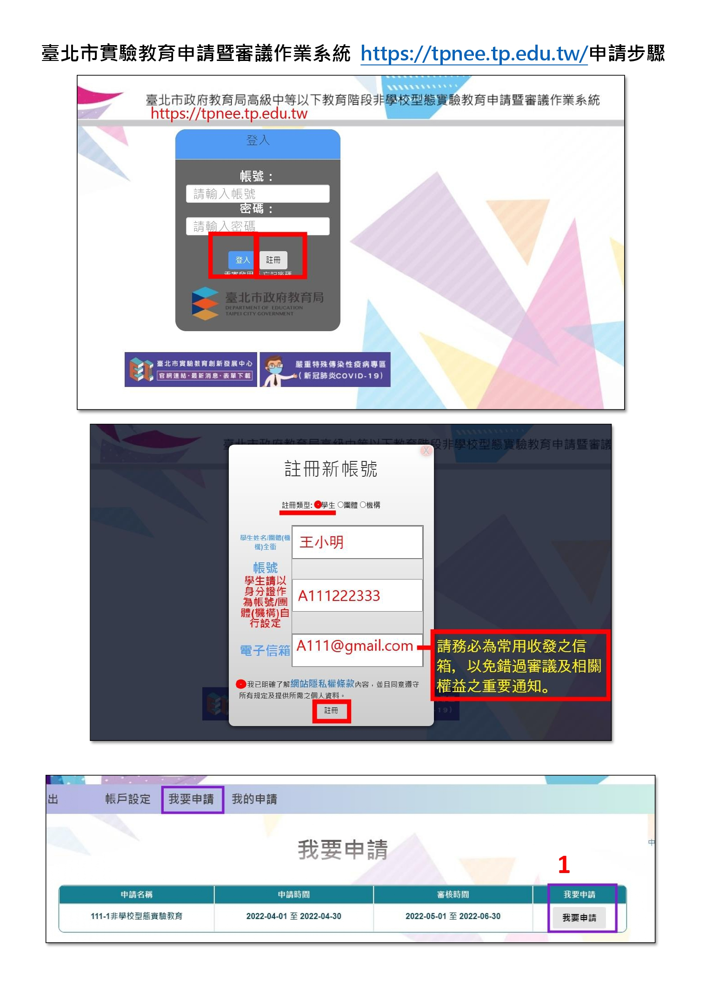 臺北市實驗教育申請暨審議作業系統 https://tpnee.tp.edu.tw/申請步驟
臺北市政府教育局高級中等以下教育階段非學校型態實驗教育申請暨審議作業系統
https://tpnee.tp.edu.tw
登入
帳號：
請輸入帳號
密碼：
請輸入密碼
登入 註冊
重寄啟用 忘記密碼
臺北市政府教育局
DEPARTMENT OF EDUCATION
TAIPEI CITY GOVERNMENT
臺北市實驗教育創新發展中心
官網連結·最新消息·表單下載
嚴重特殊傳染性疫病專區
(新冠肺炎COVID-19)
臺北市政府教育局高級中等以下教育階段非學校型態實驗教育申請暨審議
X
註冊新帳號
註冊類型: 學生 團體 機構
學生姓名/團體(機
構)全銜
王小明
帳號
學生請以
身分證作
為帳號/團
體(機構)自
行設定
A111222333
電子信箱
A111@gmail.com
請務必為常用收發之信
箱，以免錯過審議及相關
權益之重要通知。
我已明確了解網站隱私權條款內容，並且同意遵守
所有規定及提供所需之個人資料。
-19)
註冊
出 帳戶設定 我要申請 我的申請
我要申請
中
1
申請名稱 申請時間 審核時間 我要申請
111-1非學校型態實驗教育 2022-04-01 至 2022-04-30 2022-05-01 至 2022-06-30 我要申請